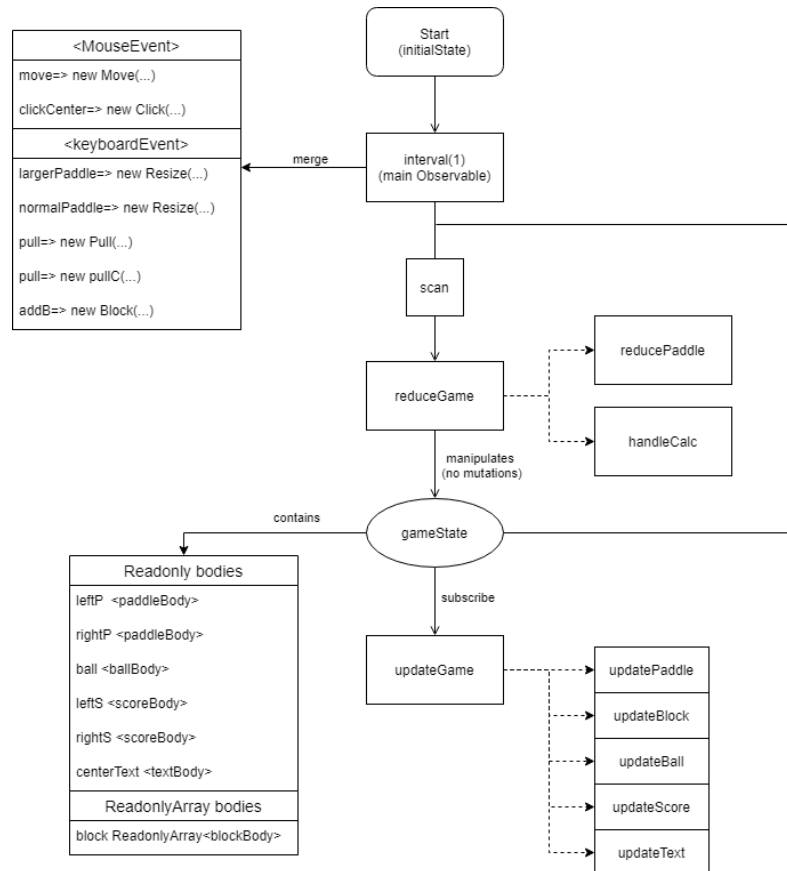 Start
(initialState)
<MouseEvent>
move=> new Move(...)
clickCenter=> new Click(...)
<keyboardEvent>
largerPaddle=> new Resize(...)
normalPaddle=> new Resize(...)
pull=> new Pull(...)
pull=> new pullC(...)
addB=> new Block(...)
merge
interval(1)
(main Observable)
scan
reduceGame
reducePaddle
handleCalc
manipulates
(no mutations)
contains
gameState
subscribe
Readonly bodies
leftP <paddleBody>
rightP <paddleBody>
ball <ballBody>
leftS <scoreBody>
rightS <scoreBody>
centerText <textBody>
ReadonlyArray bodies
block ReadonlyArray<blockBody>
updateGame
updatePaddle
updateBlock
updateBall
updateScore
updateText